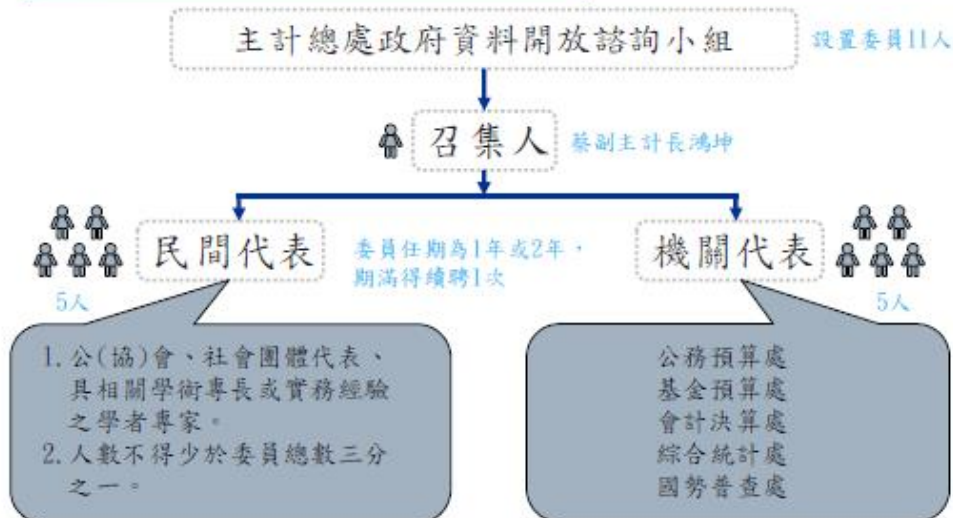 主計總處政府資料開放諮詢小組
設置委員11人
召集人
蔡副主計長鴻坤
民間代表
5人
委員任期為1年或2年，
期滿得續聘1次
機關代表
5人
1.公(協)會、社會團體代表、
具相關學術專長或實務經驗
之學者專家。
2.人數不得少於委員總數三分
之一。
公務預算處
基金預算處
會計決算處
綜合統計處
國勢普查處